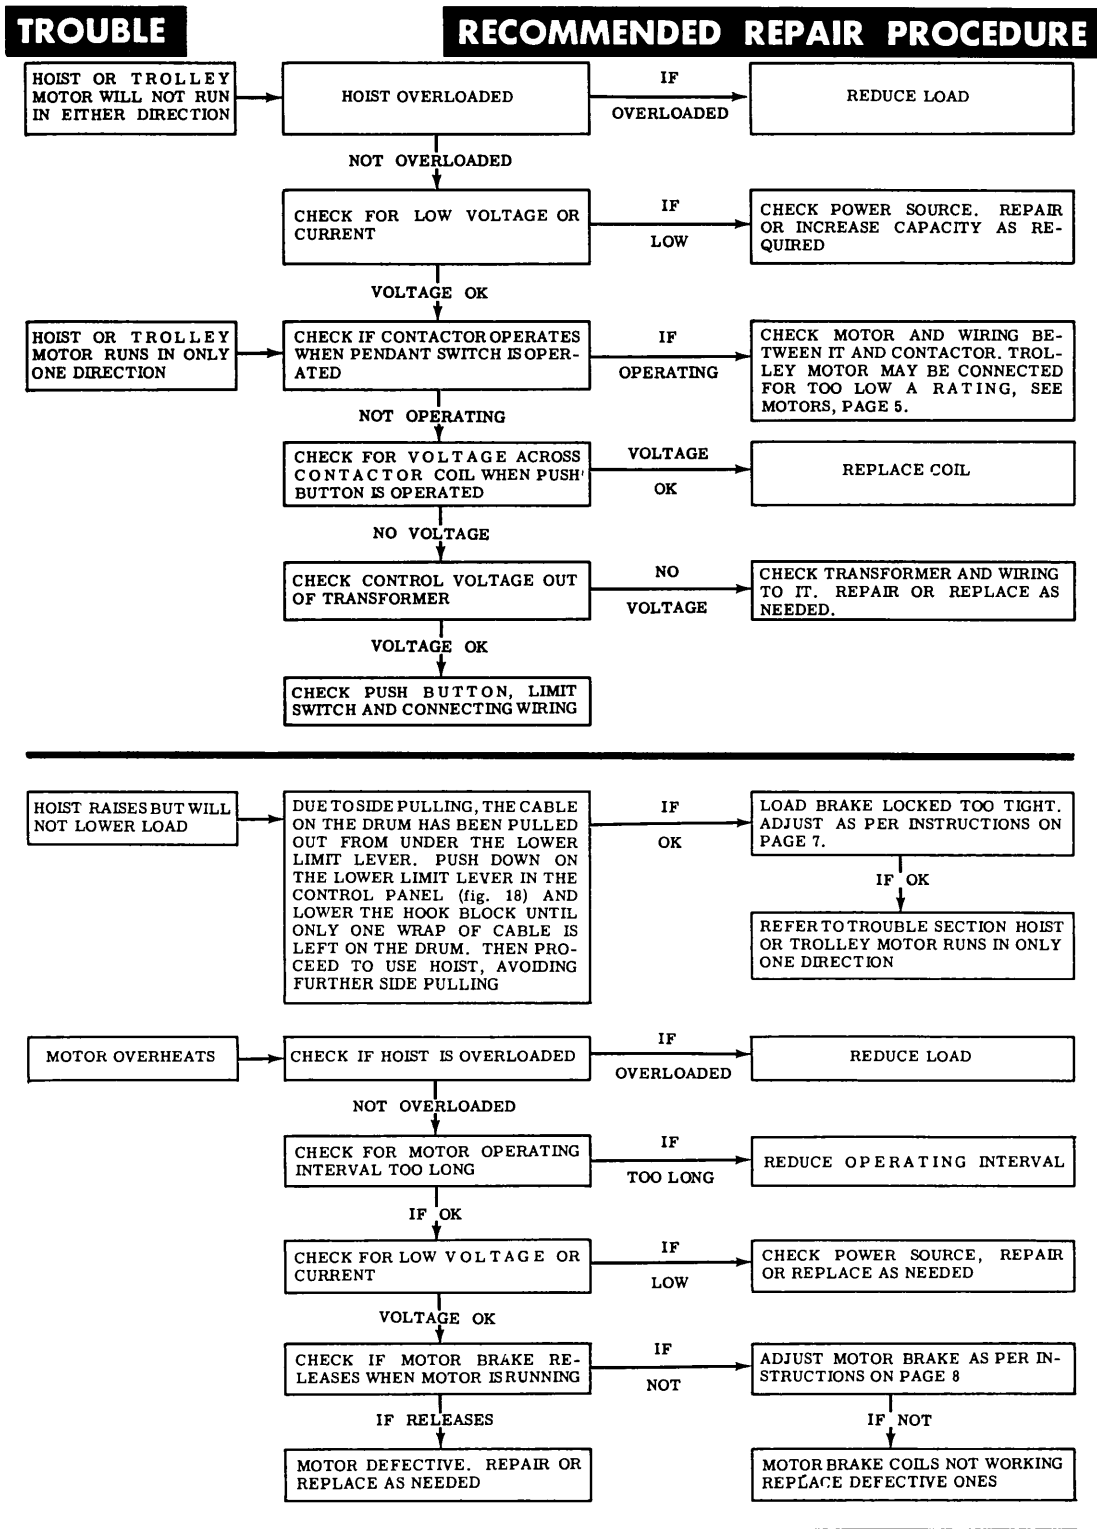 TROUBLE
RECOMMENDED REPAIR PROCEDURE
HOIST OR TROLLEY
MOTOR WILL NOT RUN
IN EITHER DIRECTION
HOIST OVERLOADED
IF
OVERLOADED
REDUCE LOAD
NOT OVERLOADED
CHECK FOR LOW VOLTAGE OR
CURRENT
IF
LOW
CHECK POWER SOURCE. REPAIR
OR INCREASE CAPACITY AS RE-
QUIRED
VOLTAGE OK
HOIST OR TROLLEY
MOTOR RUNS IN ONLY
ONE DIRECTION
CHECK IF CONTACTOR OPERATES
WHEN PENDANT SWITCH IS OPER-
ATED
IF
OPERATING
CHECK MOTOR AND WIRING BE-
TWEEN IT AND CONTACTOR. TROL-
LEY MOTOR MAY BE CONNECTED
FOR TOO LOW A RATING, SEE
MOTORS, PAGE 5.
NOT OPERATING
CHECK FOR VOLTAGE ACROSS
CONTACTOR COIL WHEN PUSH
BUTTON IS OPERATED
VOLTAGE
OK
REPLACE COIL
NO VOLTAGE
CHECK CONTROL VOLTAGE OUT
OF TRANSFORMER
NO
VOLTAGE
CHECK TRANSFORMER AND WIRING
TO IT. REPAIR OR REPLACE AS
NEEDED.
VOLTAGE OK
CHECK PUSH BUTTON, LIMIT
SWITCH AND CONNECTING WIRING
HOIST RAISES BUT WILL
NOT LOWER LOAD
DUE TO SIDE PULLING, THE CABLE
ON THE DRUM HAS BEEN PULLED
OUT FROM UNDER THE LOWER
LIMIT LEVER. PUSH DOWN ON
THE LOWER LIMIT LEVER IN THE
CONTROL PANEL (fig. 18) AND
LOWER THE HOOK BLOCK UNTIL
ONLY ONE WRAP OF CABLE IS
LEFT ON THE DRUM. THEN PRO-
CEED TO USE HOIST, AVOIDING
FURTHER SIDE PULLING
IF
OK
LOAD BRAKE LOCKED TOO TIGHT.
ADJUST AS PER INSTRUCTIONS ON
PAGE 7.
IF OK
REFER TO TROUBLE SECTION HOIST
OR TROLLEY MOTOR RUNS IN ONLY
ONE DIRECTION
MOTOR OVERHEATS
CHECK IF HOIST IS OVERLOADED
IF
OVERLOADED
REDUCE LOAD
NOT OVERLOADED
CHECK FOR MOTOR OPERATING
INTERVAL TOO LONG
IF
TOO LONG
REDUCE OPERATING INTERVAL
IF OK
CHECK FOR LOW VOLTAGE OR
CURRENT
IF
LOW
CHECK POWER SOURCE, REPAIR
OR REPLACE AS NEEDED
VOLTAGE OK
CHECK IF MOTOR BRAKE RE-
LEASES WHEN MOTOR IS RUNNING
IF
NOT
ADJUST MOTOR BRAKE AS PER IN-
STRUCTIONS ON PAGE 8
IF RELEASES
IF NOT
MOTOR DEFECTIVE. REPAIR OR
REPLACE AS NEEDED
MOTOR BRAKE COILS NOT WORKING
REPLACE DEFECTIVE ONES